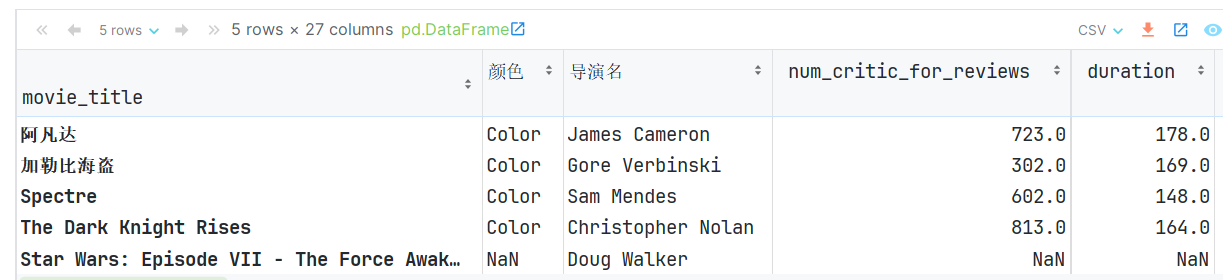 5 rows 5 rows × 27 columns pd.DataFrame CSV
颜色 导演名 num_critic_for_reviews duration
movie_title
阿凡达 Color James Cameron 723.0 178.0
加勒比海盗 Color Gore Verbinski 302.0 169.0
Spectre Color Sam Mendes 602.0 148.0
The Dark Knight Rises Color Christopher Nolan 813.0 164.0
Star Wars: Episode VII - The Force Awak… NaN Doug Walker NaN NaN